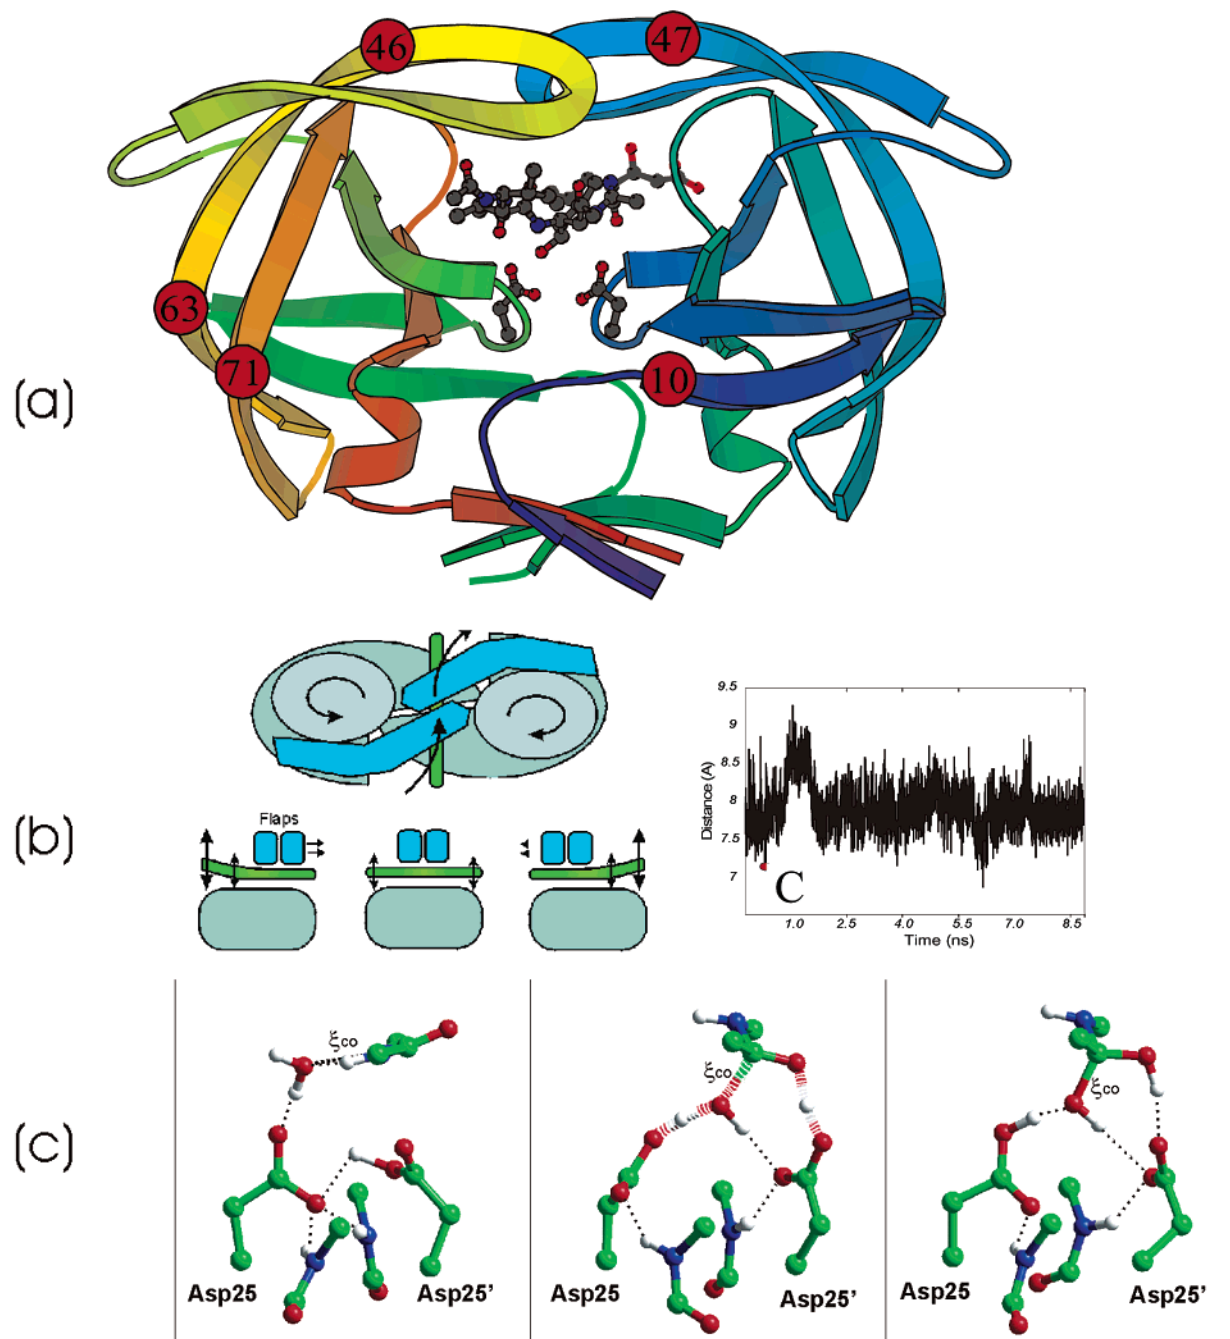 46
47
63
71
10
(a)
Flaps
(b)
9.5
9
8.5
8
7.5
7
Distance (A)
C
1.0 2.5 4.0 5.5 7.0 8.5
Time (ns)
(c)
ξco
ξco
ξco
Asp25 Asp25'
Asp25 Asp25'
Asp25 Asp25'